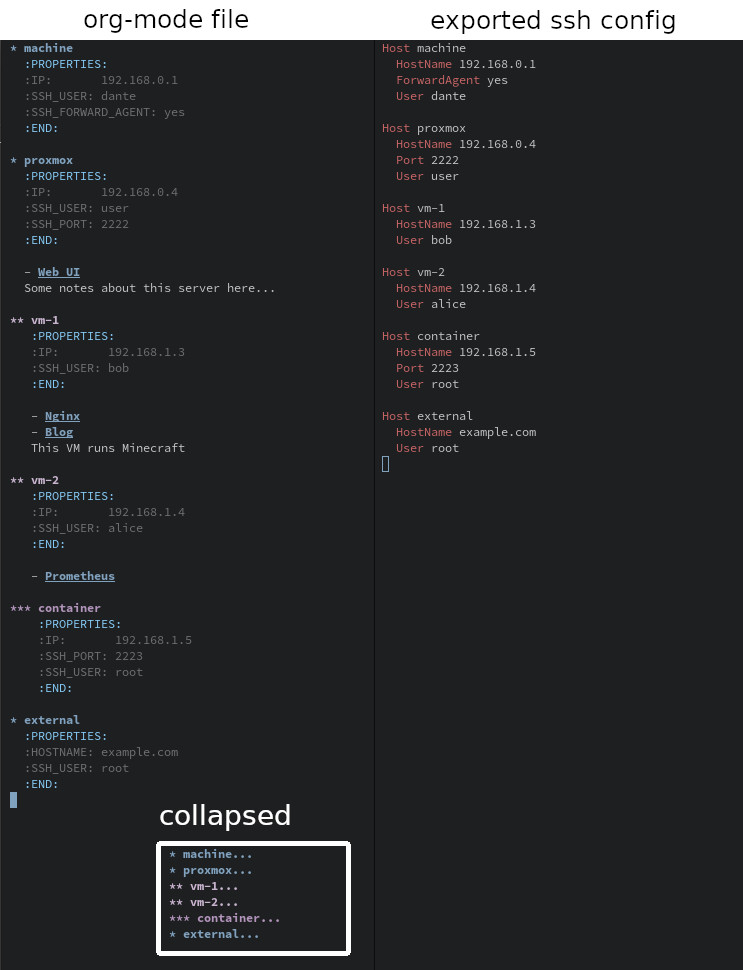 org-mode file
* machine
:PROPERTIES:
:IP:       192.168.0.1
:SSH_USER: dante
:SSH_FORWARD_AGENT: yes
:END:
* proxmox
:PROPERTIES:
:IP:       192.168.0.4
:SSH_USER: user
:SSH_PORT: 2222
:END:
- Web UI
Some notes about this server here...
** vm-1
:PROPERTIES:
:IP:       192.168.1.3
:SSH_USER: bob
:END:
- Nginx
- Blog
This VM runs Minecraft
** vm-2
:PROPERTIES:
:IP:       192.168.1.4
:SSH_USER: alice
:END:
- Prometheus
*** container
:PROPERTIES:
:IP:       192.168.1.5
:SSH_PORT: 2223
:SSH_USER: root
:END:
* external
:PROPERTIES:
:HOSTNAME: example.com
:SSH_USER: root
:END:
collapsed
* machine...
* proxmox...
** vm-1...
** vm-2...
*** container...
* external...
exported ssh config
Host machine
HostName 192.168.0.1
ForwardAgent yes
User dante
Host proxmox
HostName 192.168.0.4
Port 2222
User user
Host vm-1
HostName 192.168.1.3
User bob
Host vm-2
HostName 192.168.1.4
User alice
Host container
HostName 192.168.1.5
Port 2223
User root
Host external
HostName example.com
User root